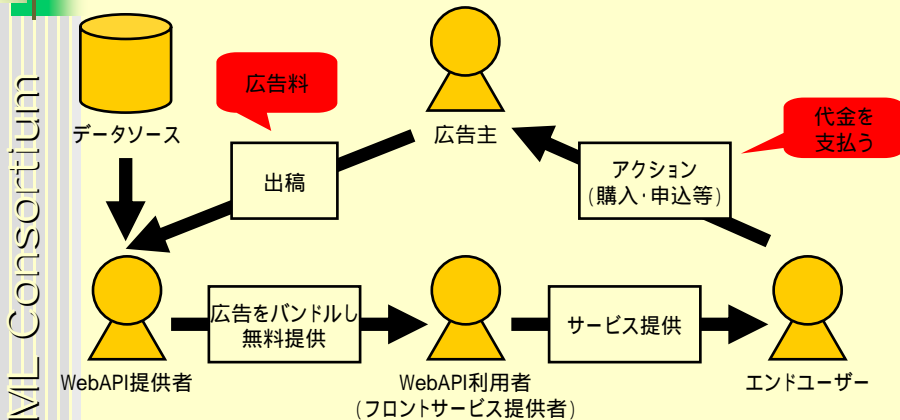 ML Consortium
データソース
広告料
広告主
代金を
支払う
出稿
アクション
(購入・申込等)
広告をバンドルし
無料提供
サービス提供
WebAPI提供者
WebAPI利用者
(フロントサービス提供者)
エンドユーザー